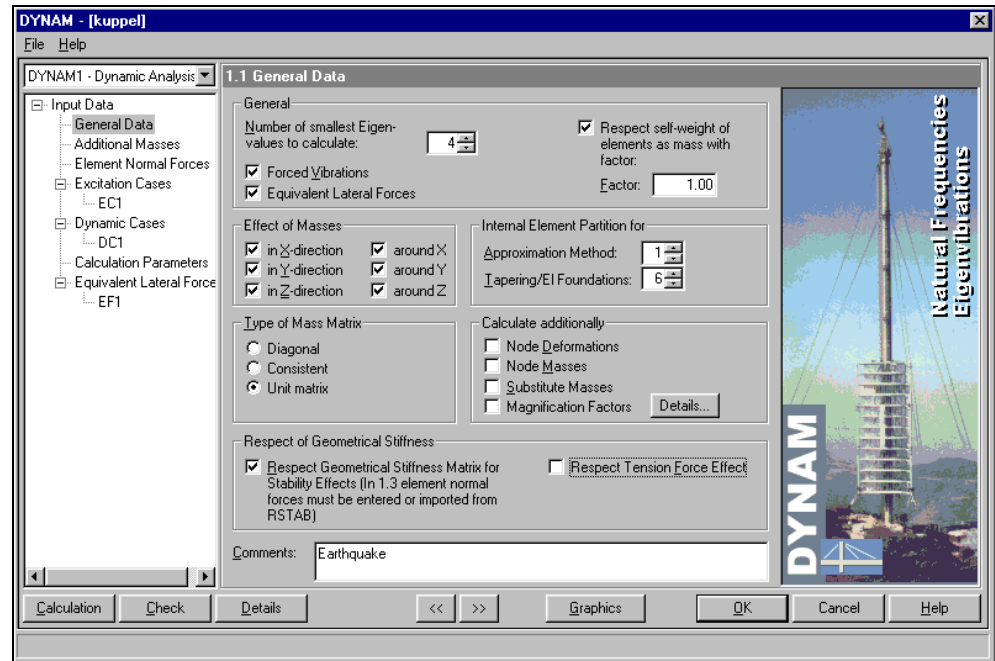 DYNAM - [kuppel]
File Help
DYNAM1 - Dynamic Analysis
Input Data
General Data
Additional Masses
Element Normal Forces
Excitation Cases
EC1
Dynamic Cases
DC1
Calculation Parameters
Equivalent Lateral Force
EF1
1.1 General Data
General
Number of smallest Eigen-
values to calculate: 4
Forced Vibrations
Equivalent Lateral Forces
Respect self-weight of
elements as mass with
factor:
Factor: 1.00
Effect of Masses
in X-direction around X
in Y-direction around Y
in Z-direction around Z
Internal Element Partition for
Approximation Method: 1
Tapering/El Foundations: 6
Type of Mass Matrix
Diagonal
Consistent
Unit matrix
Calculate additionally
Node Deformations
Node Masses
Substitute Masses
Magnification Factors Details...
Respect of Geometrical Stiffness
Respect Geometrical Stiffness Matrix for
Stability Effects (In 1.3 element normal
forces must be entered or imported from
RSTAB)
Respect Tension Force Effect
Comments: Earthquake
Natural Frequencies
Eigenvibrations
DYNAM
Calculation Check Details << >> Graphics OK Cancel Help